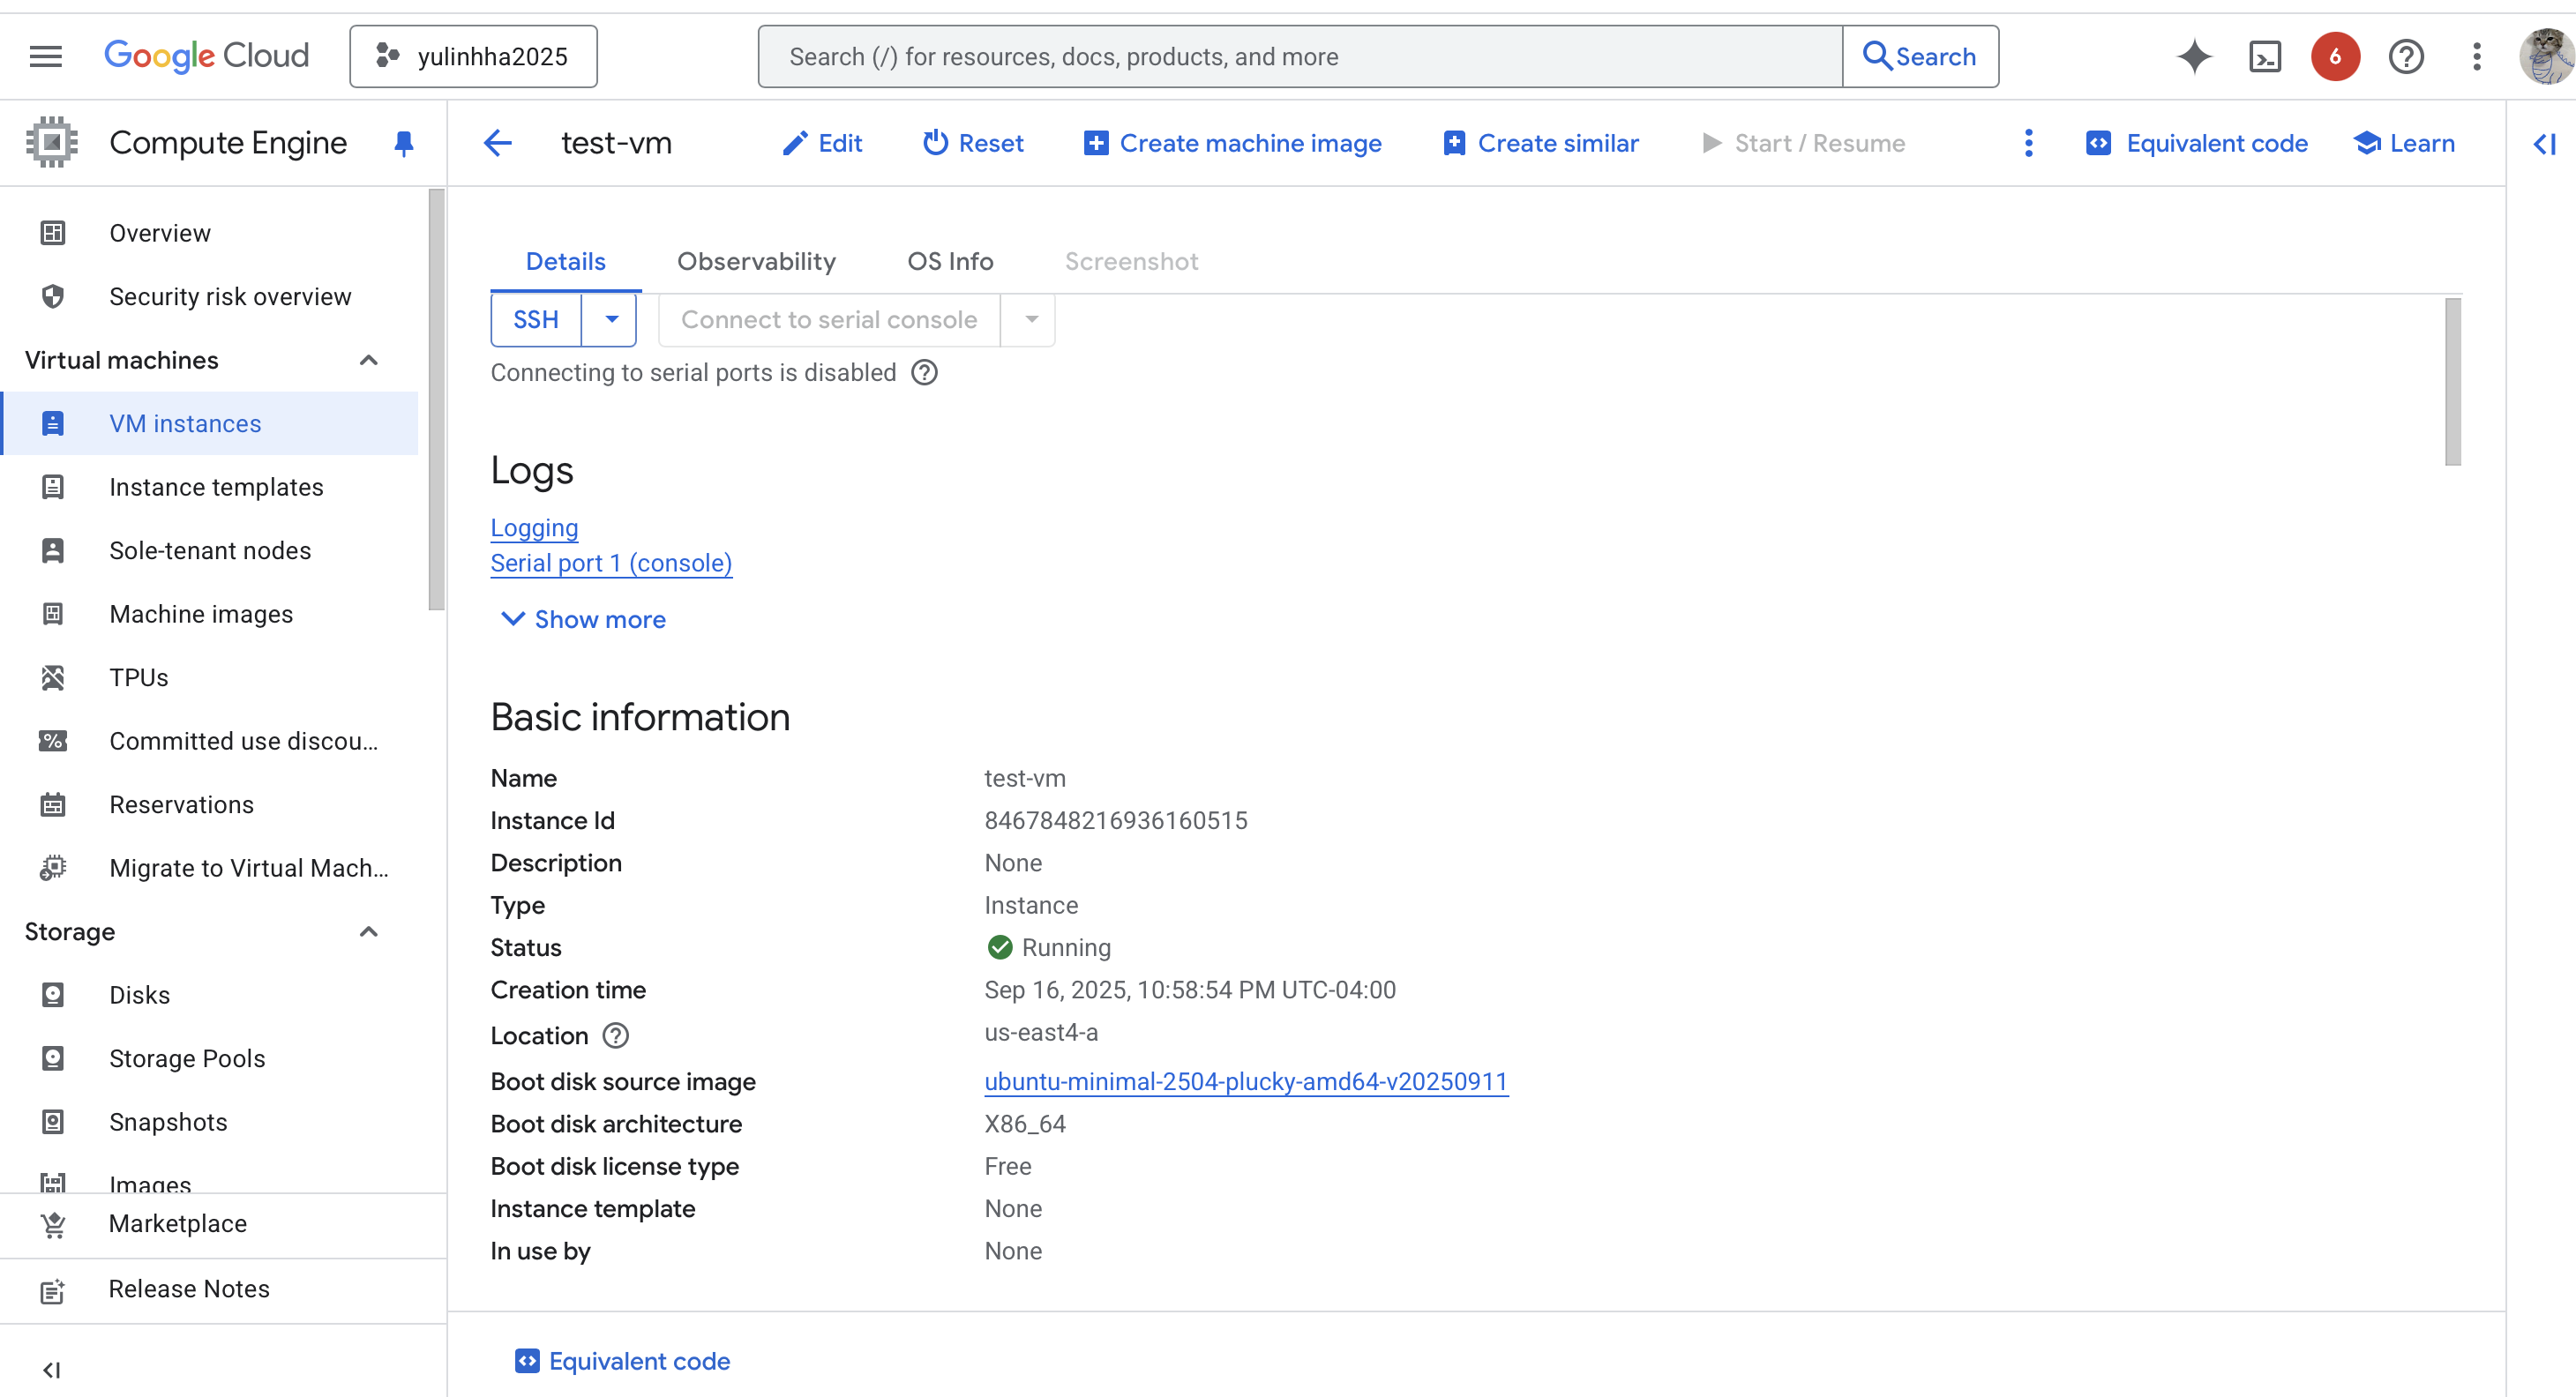 Google Cloud
yulinhha2025
Search (/) for resources, docs, products, and more
Search
6
Compute Engine
test-vm
Edit
Reset
Create machine image
Create similar
Start / Resume
Equivalent code
Learn
Overview
Security risk overview
Virtual machines
VM instances
Instance templates
Sole-tenant nodes
Machine images
TPUs
Committed use discou...
Reservations
Migrate to Virtual Mach...
Storage
Disks
Storage Pools
Snapshots
Images
Marketplace
Release Notes
Details
Observability
OS Info
Screenshot
SSH
Connect to serial console
Connecting to serial ports is disabled
Logs
Logging
Serial port 1 (console)
Show more
Basic information
Name test-vm
Instance Id 8467848216936160515
Description None
Type Instance
Status Running
Creation time Sep 16, 2025, 10:58:54 PM UTC-04:00
Location us-east4-a
Boot disk source image ubuntu-minimal-2504-plucky-amd64-v20250911
Boot disk architecture X86_64
Boot disk license type Free
Instance template None
In use by None
Equivalent code